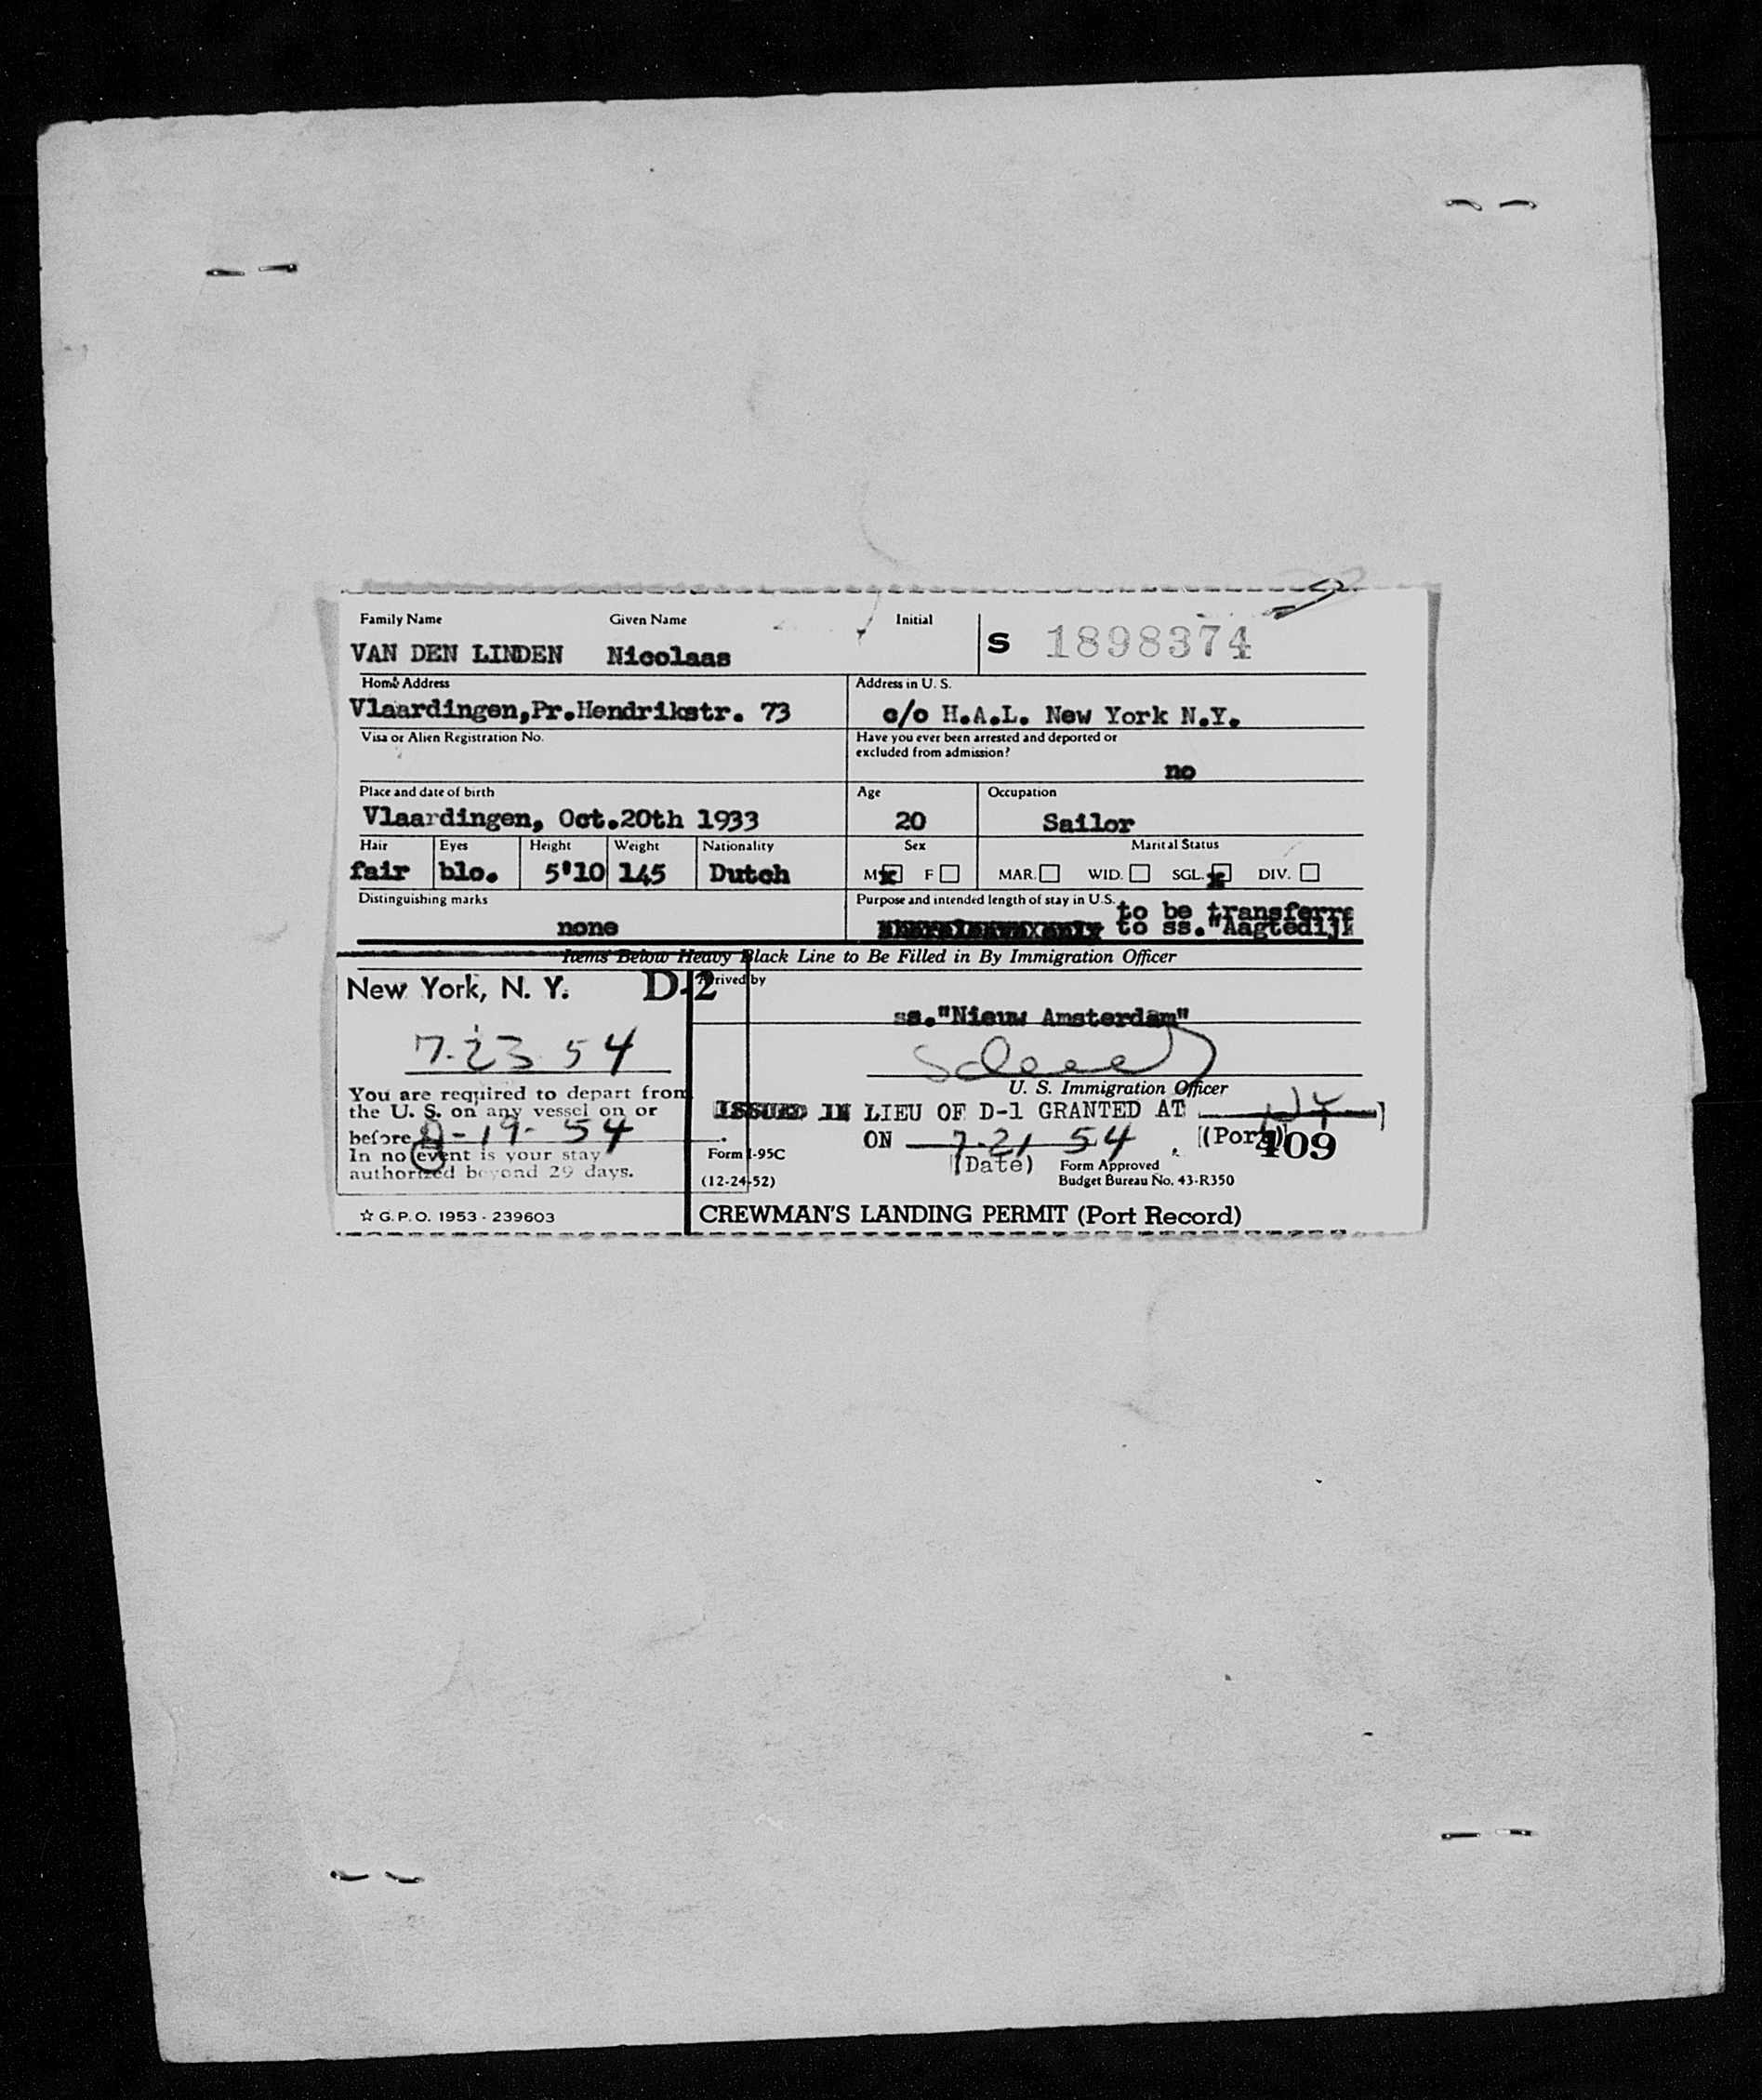 Family Name Given Name Initial
VAN DEN LINDEN Nicolaas S 1898374
Home Address Address in U. S.
Vlaardingen,Pr.Hendrikstr. 73 c/o H.A.L. New York N.Y.
Visa or Alien Registration No. Have you ever been arrested and deported or
excluded from admission?
no
Place and date of birth Age Occupation
Vlaardingen, Oct.20th 1933 20 Sailor
Hair Eyes Height Weight Nationality Sex Marital Status
fair blo. 5'10 145 Dutch M F MAR. WID. SGL. DIV.
Distinguishing marks Purpose and intended length of stay in U.S.
to be transferre
none to ss."Aagtedijk
Items Below Heavy Black Line to Be Filled in By Immigration Officer
New York, N. Y. D-2 Arrived by
ss."Nieuw Amsterdam"
7-23 54
U. S. Immigration Officer
You are required to depart from
the U. S. on any vessel on or
before 8-19-54
In no event is your stay
authorized beyond 29 days.
ISSUED IN LIEU OF D-1 GRANTED AT NY
ON 7-21 54 (Port) 409
(Date)
Form I-95C
(12-24-52)
Form Approved
Budget Bureau No. 43-R350
☆ G. P. O. 1953 - 239603
CREWMAN'S LANDING PERMIT (Port Record)